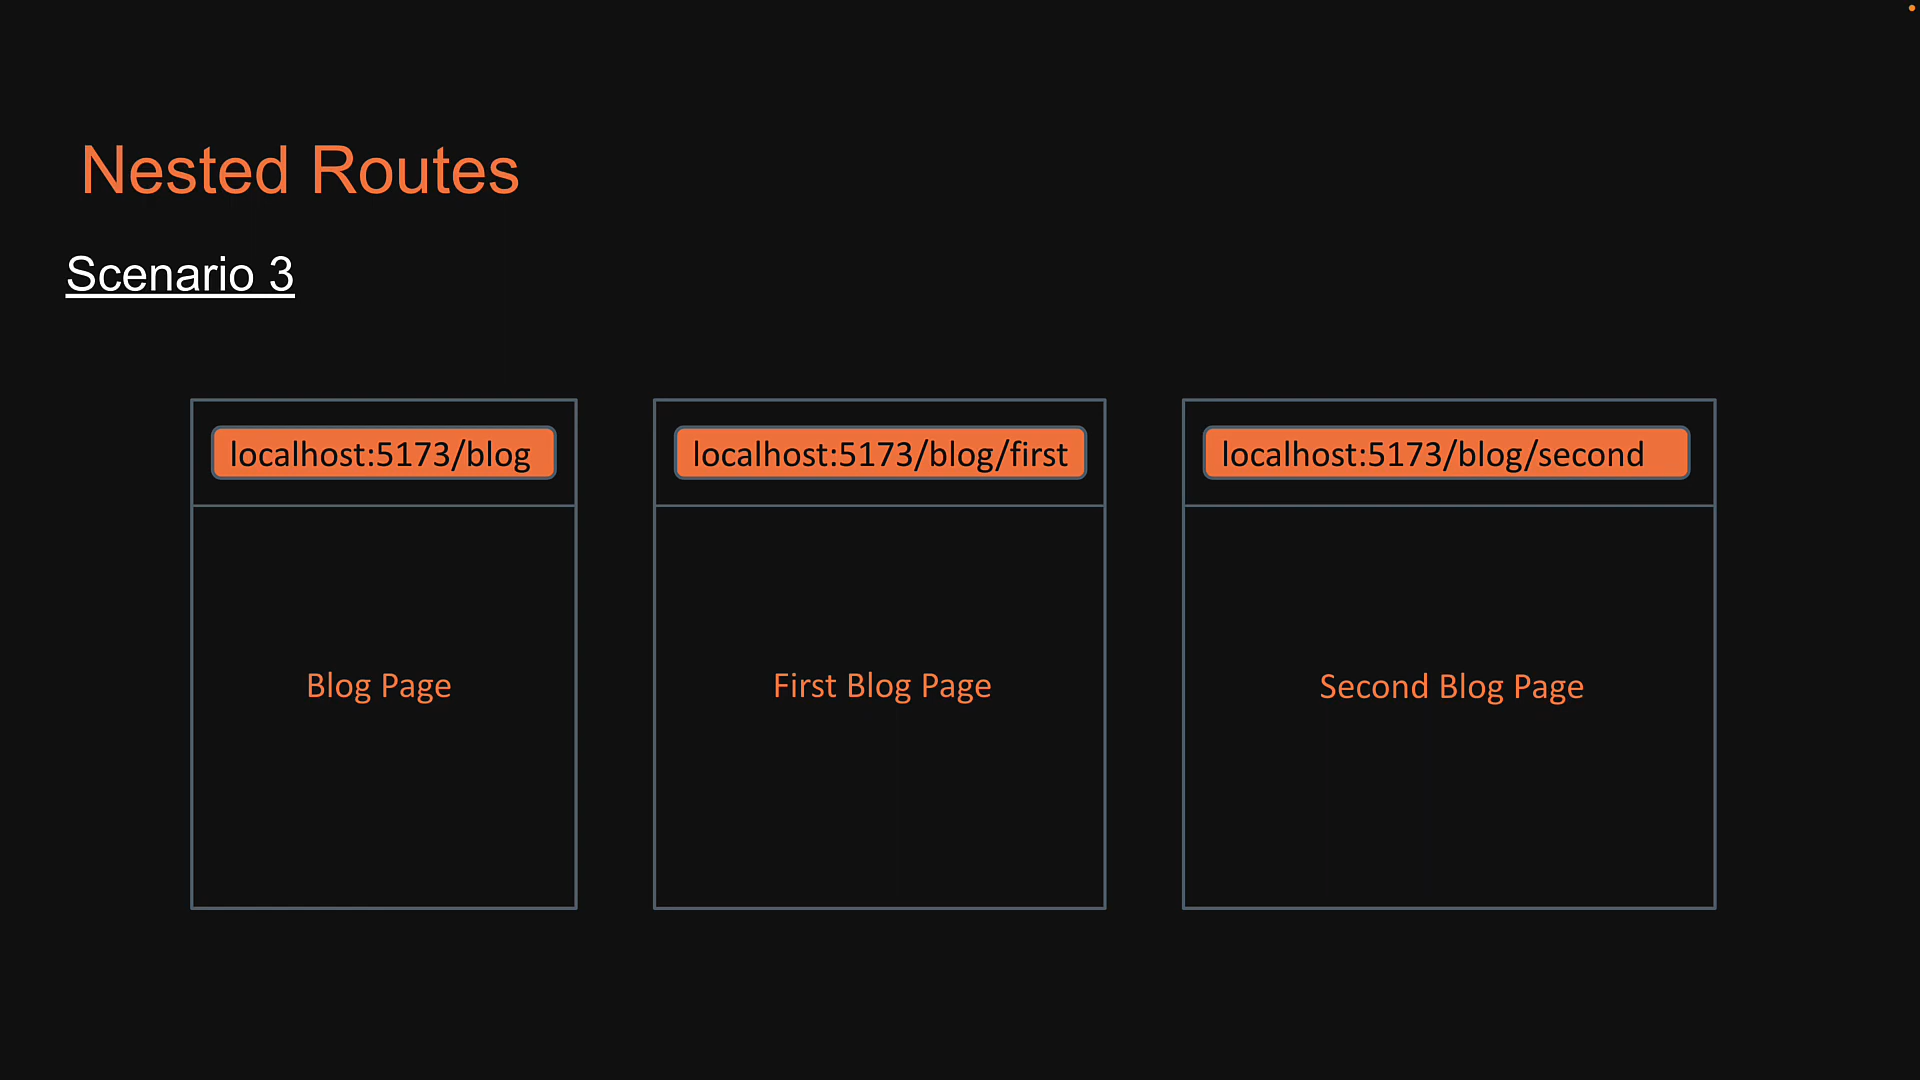 Nested Routes
Scenario 3
localhost:5173/blog
localhost:5173/blog/first
localhost:5173/blog/second
Blog Page
First Blog Page
Second Blog Page